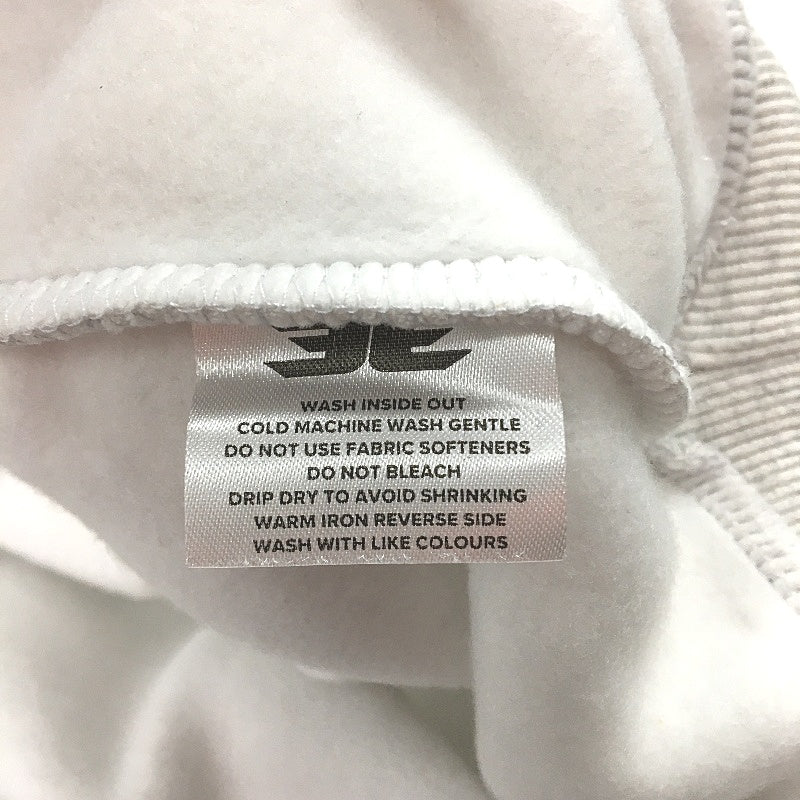 WASH INSIDE OUT
COLD MACHINE WASH GENTLE
DO NOT USE FABRIC SOFTENERS
DO NOT BLEACH
DRIP DRY TO AVOID SHRINKING
WARM IRON REVERSE SIDE
WASH WITH LIKE COLOURS